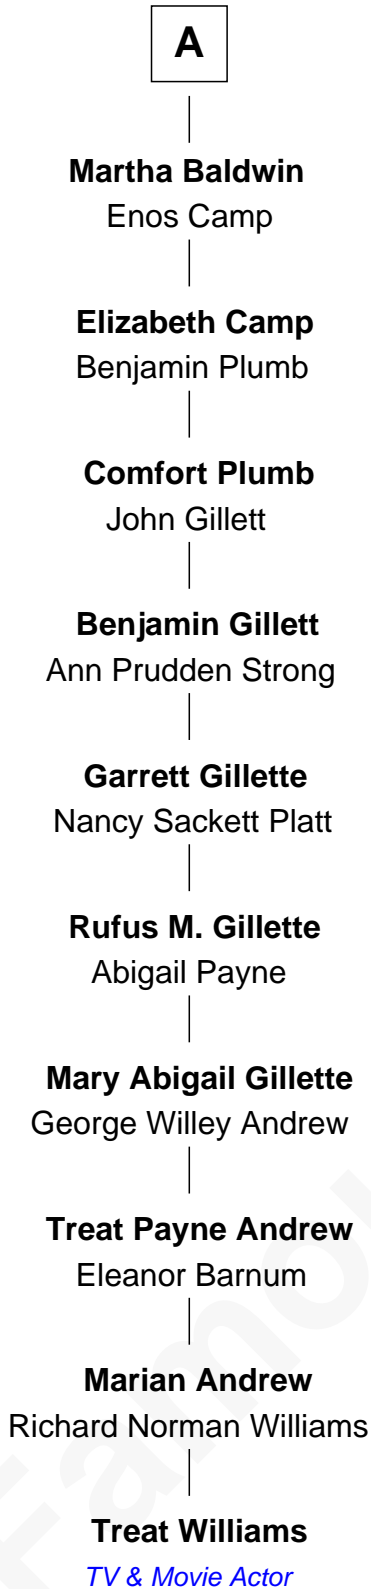 A
Martha Baldwin
Enos Camp
Elizabeth Camp
Benjamin Plumb
Comfort Plumb
John Gillett
Benjamin Gillett
Ann Prudden Strong
Garrett Gillette
Nancy Sackett Platt
Rufus M. Gillette
Abigail Payne
Mary Abigail Gillette
George Willey Andrew
Treat Payne Andrew
Eleanor Barnum
Marian Andrew
Richard Norman Williams
Treat Williams
TV & Movie Actor